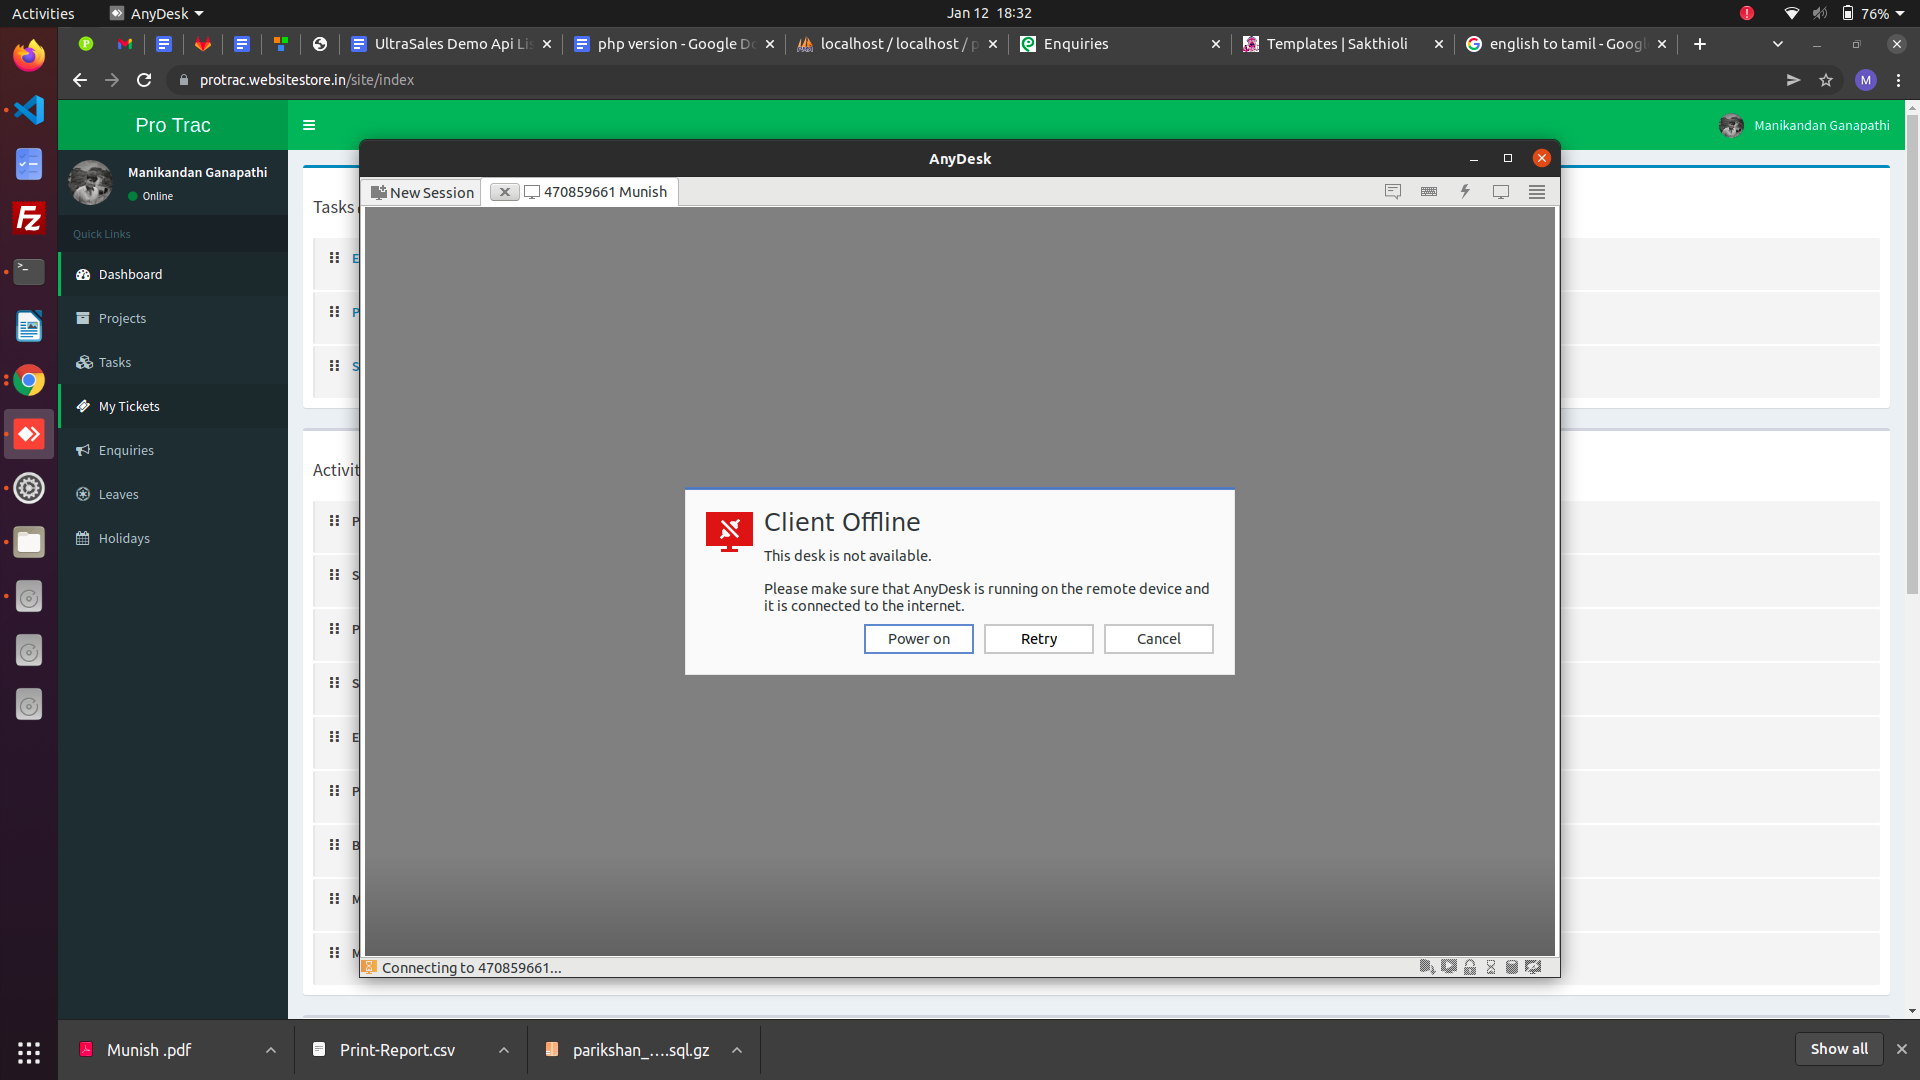 Activities
AnyDesk
Jan 12 18:32
76%
UltraSales Demo Api Lis
php version - Google Do
localhost / localhost / p
Enquiries
Templates | Sakthioli
english to tamil - Googl
protrac.websitestore.in/site/index
M
Pro Trac
Manikandan Ganapathi
Manikandan Ganapathi
Online
Quick Links
Dashboard
Projects
Tasks
My Tickets
Enquiries
Leaves
Holidays
Tasks
E
P
S
Activit
P
S
P
S
E
P
B
M
M
AnyDesk
New Session
470859661 Munish
Client Offline
This desk is not available.
Please make sure that AnyDesk is running on the remote device and
it is connected to the internet.
Power on
Retry
Cancel
Connecting to 470859661...
Munish .pdf
Print-Report.csv
parikshan_....sql.gz
Show all